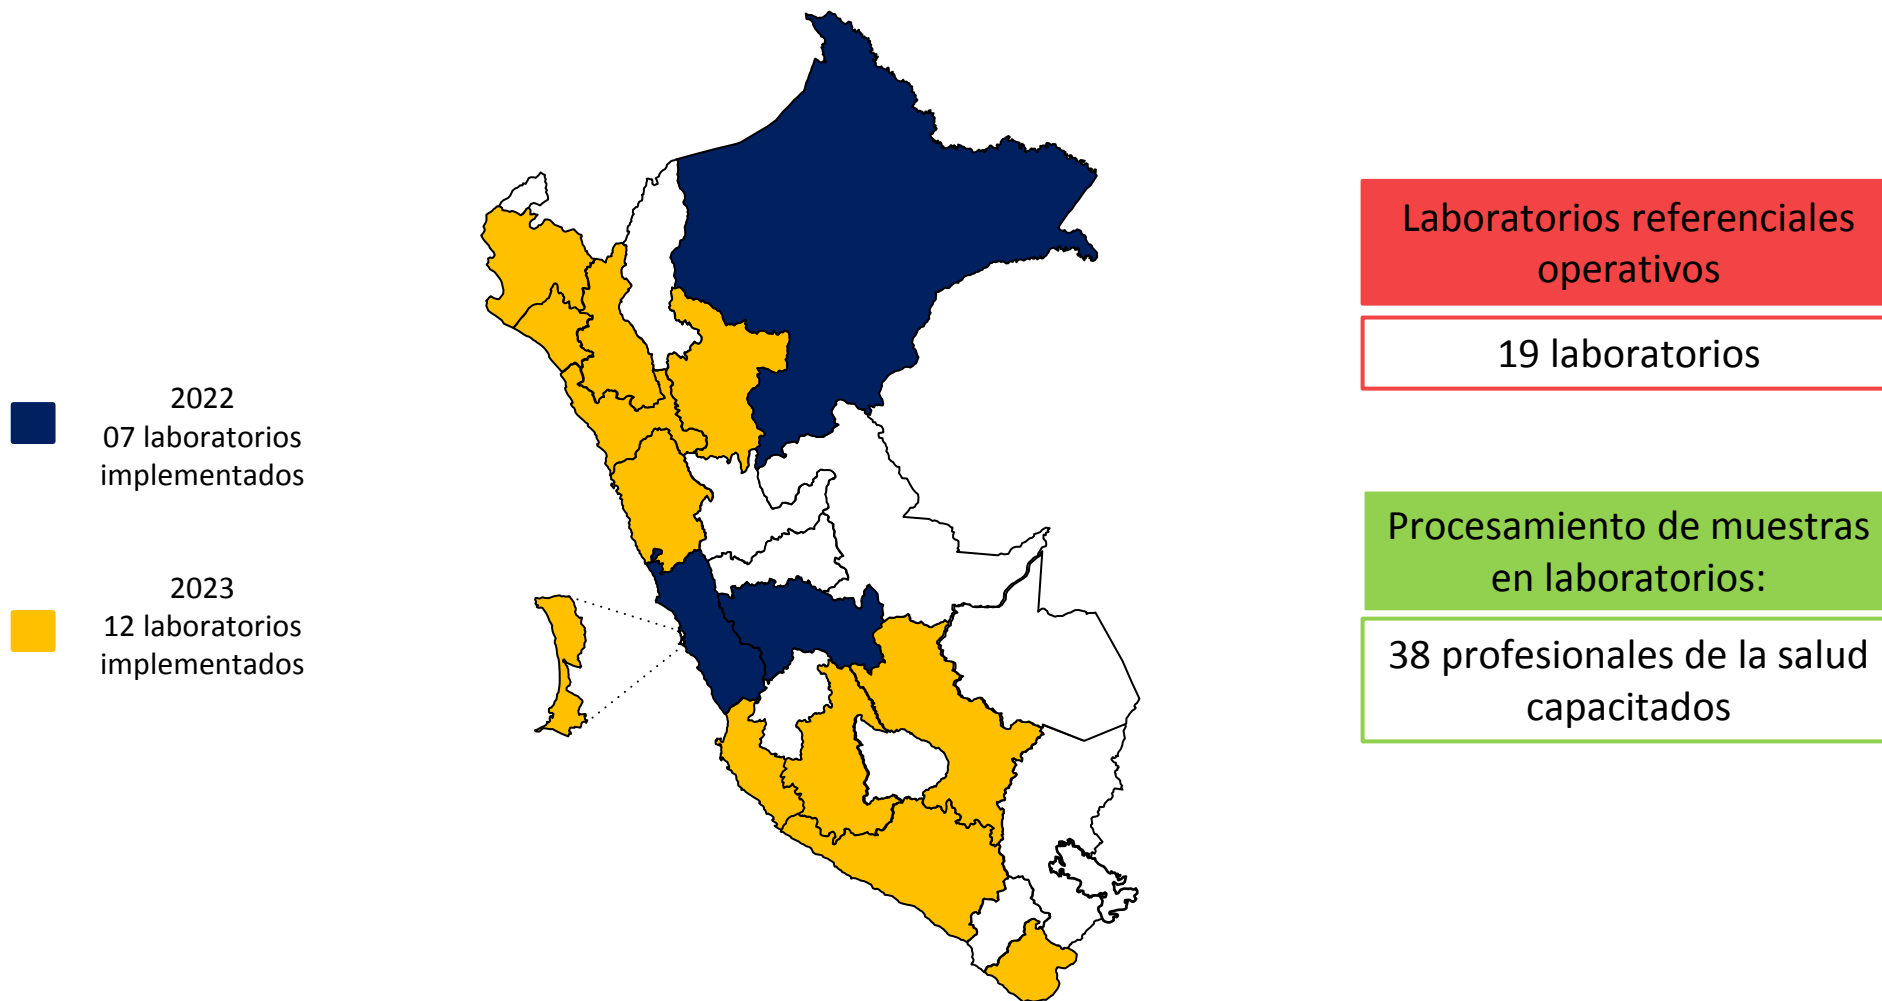 2022
07 laboratorios
implementados
2023
12 laboratorios
implementados
Laboratorios referenciales
operativos
19 laboratorios
Procesamiento de muestras
en laboratorios:
38 profesionales de la salud
capacitados